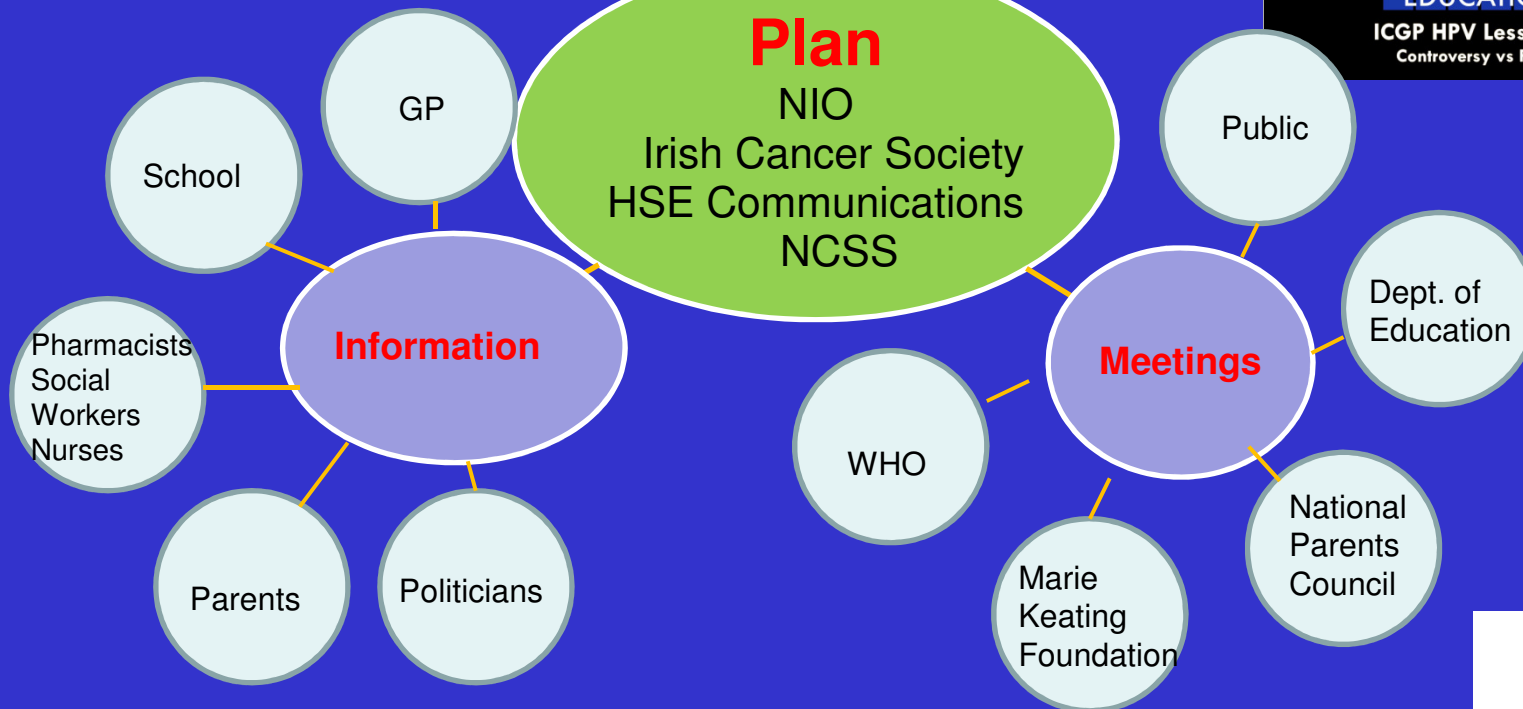 Plan
NIO
Irish Cancer Society
HSE Communications
NCSS
ICGP HPV
Controversy vs
GP
School
Public
Information
Pharmacists
Social
Workers
Nurses
Parents
Politicians
Meetings
Dept. of
Education
WHO
Marie
Keating
Foundation
National
Parents
Council